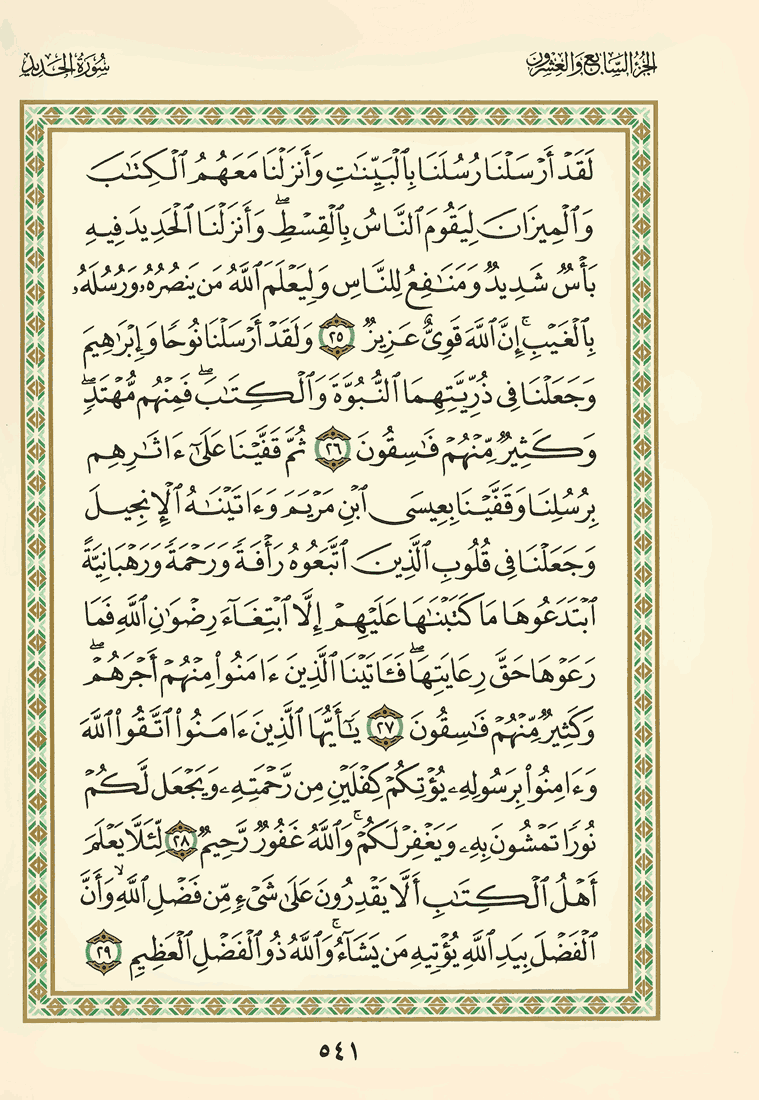 الجزء السابع والعشرون
سورة الحديد
لَقَدْ أَرْسَلْنَا رُسُلَنَا بِٱلْبَيِّنَٰتِ وَأَنزَلْنَا مَعَهُمُ ٱلْكِتَٰبَ
وَٱلْمِيزَانَ لِيَقُومَ ٱلنَّاسُ بِٱلْقِسْطِۖ وَأَنزَلْنَا ٱلْحَدِيدَ فِيهِ
بَأْسٌ شَدِيدٌ وَمَنَٰفِعُ لِلنَّاسِ وَلِيَعْلَمَ ٱللَّهُ مَن يَنصُرُهُۥ وَرُسُلَهُۥ
بِٱلْغَيْبِۚ إِنَّ ٱللَّهَ قَوِىٌّ عَزِيزٌ ٢٥ وَلَقَدْ أَرْسَلْنَا نُوحًا وَإِبْرَٰهِيمَ
وَجَعَلْنَا فِى ذُرِّيَّتِهِمَا ٱلنُّبُوَّةَ وَٱلْكِتَٰبَۖ فَمِنْهُم مُّهْتَدٍۖ
وَكَثِيرٌ مِّنْهُمْ فَٰسِقُونَ ٢٦ ثُمَّ قَفَّيْنَا عَلَىٰٓ ءَاثَٰرِهِم
بِرُسُلِنَا وَقَفَّيْنَا بِعِيسَى ٱبْنِ مَرْيَمَ وَءَاتَيْنَٰهُ ٱلْإِنجِيلَ
وَجَعَلْنَا فِى قُلُوبِ ٱلَّذِينَ ٱتَّبَعُوهُ رَأْفَةً وَرَحْمَةً وَرَهْبَانِيَّةً
ٱبْتَدَعُوهَا مَا كَتَبْنَٰهَا عَلَيْهِمْ إِلَّا ٱبْتِغَآءَ رِضْوَٰنِ ٱللَّهِ فَمَا
رَعَوْهَا حَقَّ رِعَايَتِهَاۖ فَـَٔاتَيْنَا ٱلَّذِينَ ءَامَنُوا۟ مِنْهُمْ أَجْرَهُمْۖ
وَكَثِيرٌ مِّنْهُمْ فَٰسِقُونَ ٢٧ يَٰٓأَيُّهَا ٱلَّذِينَ ءَامَنُوا۟ ٱتَّقُوا۟ ٱللَّهَ
وَءَامِنُوا۟ بِرَسُولِهِۦ يُؤْتِكُمْ كِفْلَيْنِ مِن رَّحْمَتِهِۦ وَيَجْعَل لَّكُمْ
نُورًا تَمْشُونَ بِهِۦ وَيَغْفِرْ لَكُمْۚ وَٱللَّهُ غَفُورٌ رَّحِيمٌ ٢٨ لِّئَلَّا يَعْلَمَ
أَهْلُ ٱلْكِتَٰبِ أَلَّا يَقْدِرُونَ عَلَىٰ شَىْءٍ مِّن فَضْلِ ٱللَّهِۙ وَأَنَّ
ٱلْفَضْلَ بِيَدِ ٱللَّهِ يُؤْتِيهِ مَن يَشَآءُۚ وَٱللَّهُ ذُو ٱلْفَضْلِ ٱلْعَظِيمِ ٢٩
٥٤١